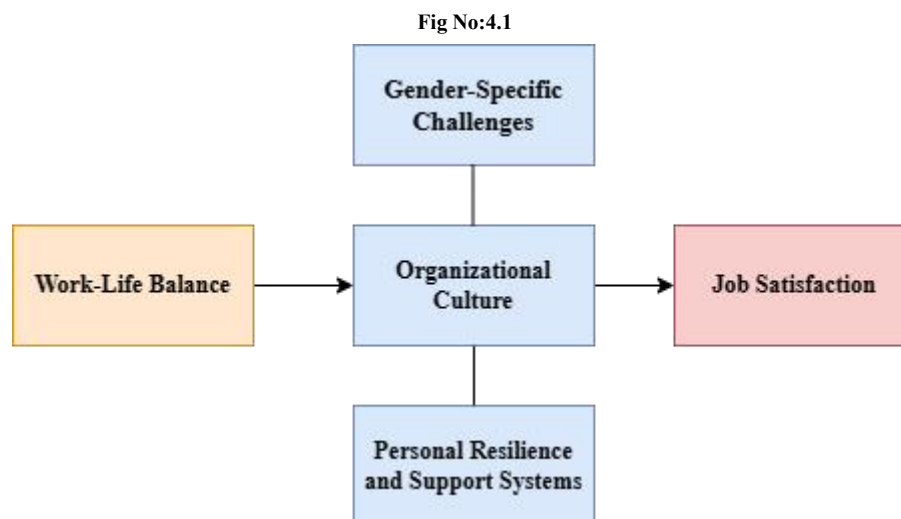 Fig No:4.1
Gender-Specific
Challenges
Work-Life Balance
Organizational
Culture
Job Satisfaction
Personal Resilience
and Support Systems